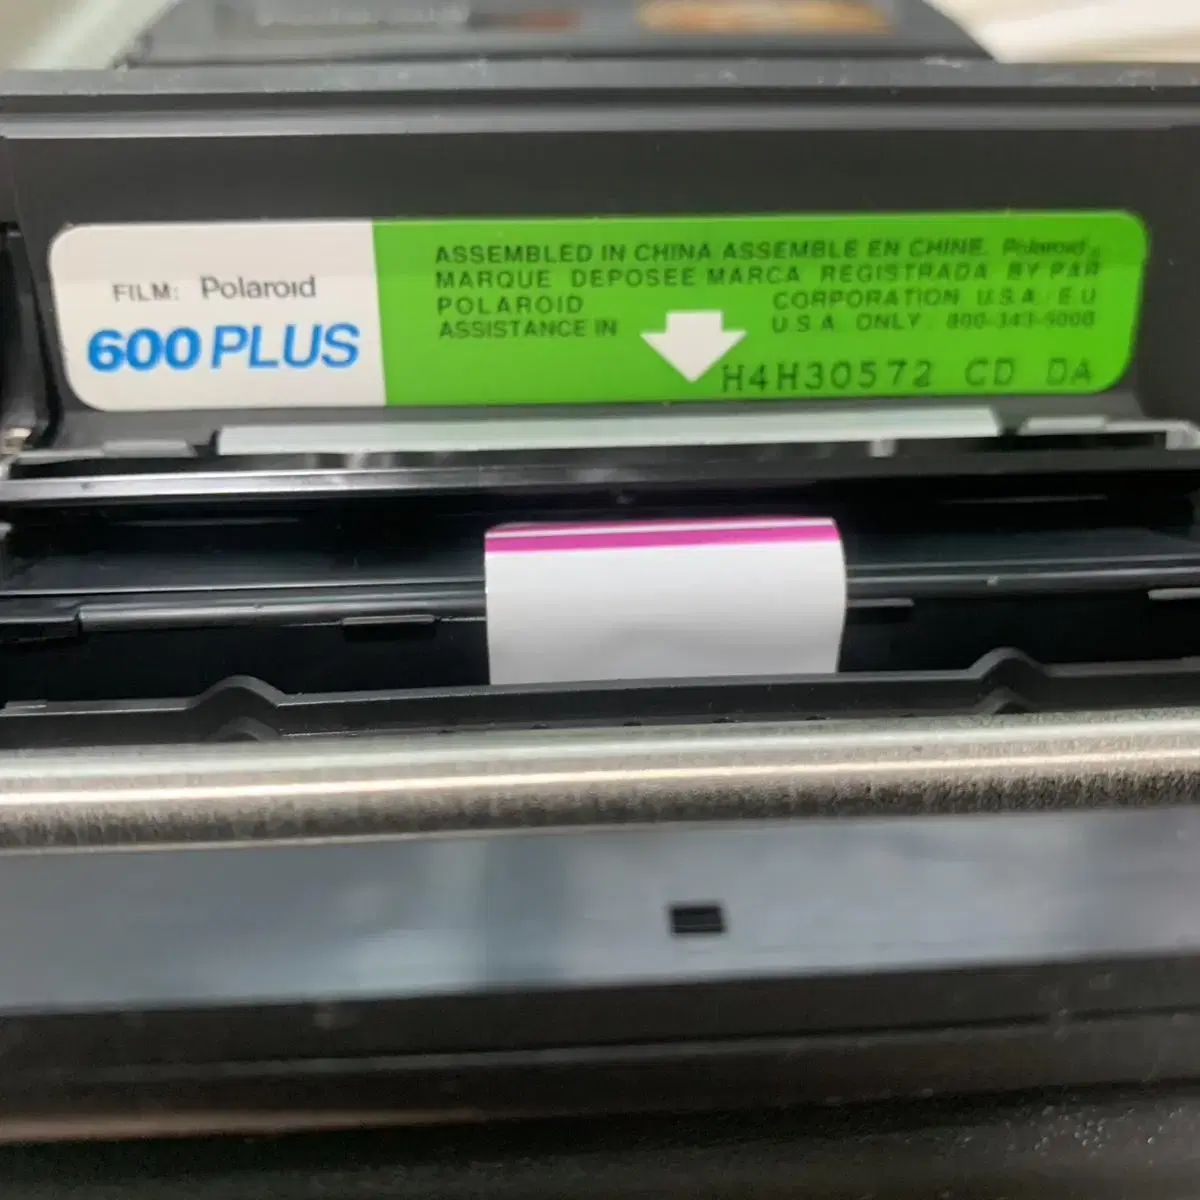 FILM: Polaroid
600 PLUS
ASSEMBLED IN CHINA ASSEMBLE EN CHINE. Polaroid
MARQUE DEPOSEE MARCA REGISTRADA BY PAR
POLAROID CORPORATION U.S.A./E.U
ASSISTANCE IN U.S.A. ONLY: 800-343-5000
H4H30572 CD DA